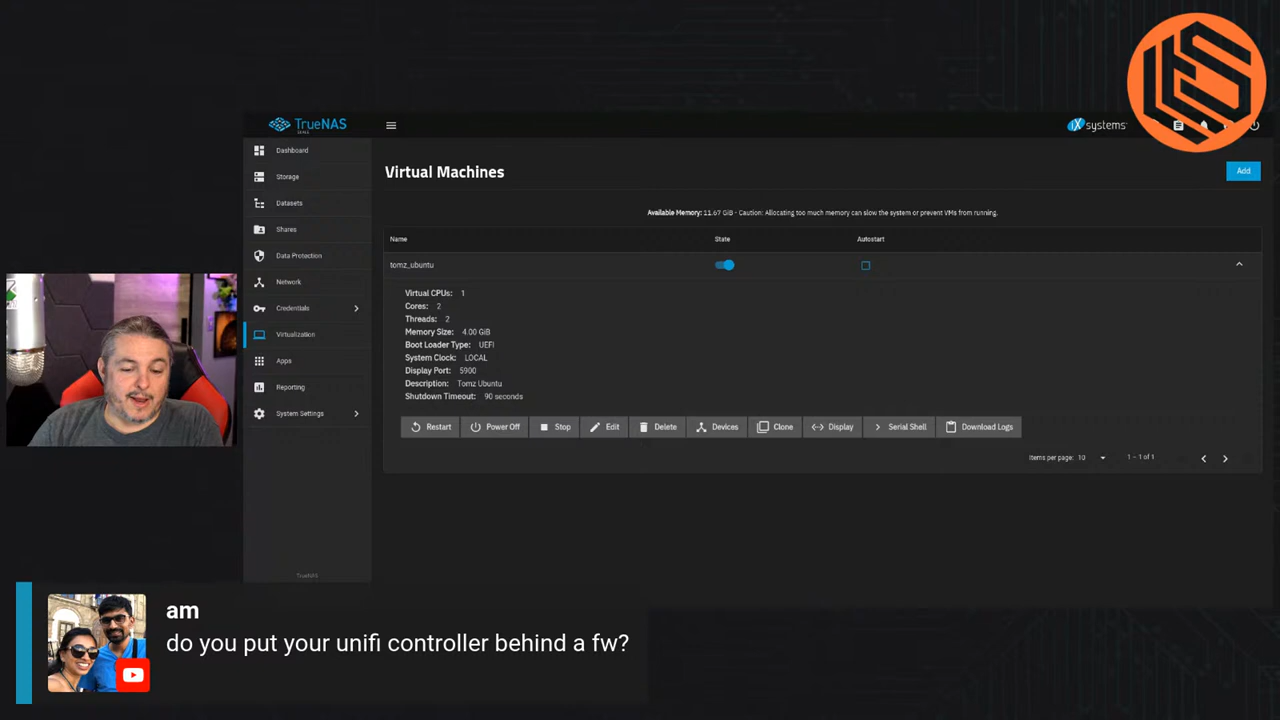 TrueNAS
SCALE
iXsystems
Dashboard
Storage
Datasets
Shares
Data Protection
Network
Credentials
Virtualization
Apps
Reporting
System Settings
TrueNAS
Virtual Machines
Add
Available Memory: 11.67 GiB - Caution: Allocating too much memory can slow the system or prevent VMs from running.
Name State Autostart
tomz_ubuntu
Virtual CPUs: 1
Cores: 2
Threads: 2
Memory Size: 4.00 GiB
Boot Loader Type: UEFI
System Clock: LOCAL
Display Port: 5900
Description: Tomz Ubuntu
Shutdown Timeout: 90 seconds
Restart Power Off Stop Edit Delete Devices Clone Display Serial Shell Download Logs
Items per page: 10 1 – 1 of 1
am
do you put your unifi controller behind a fw?